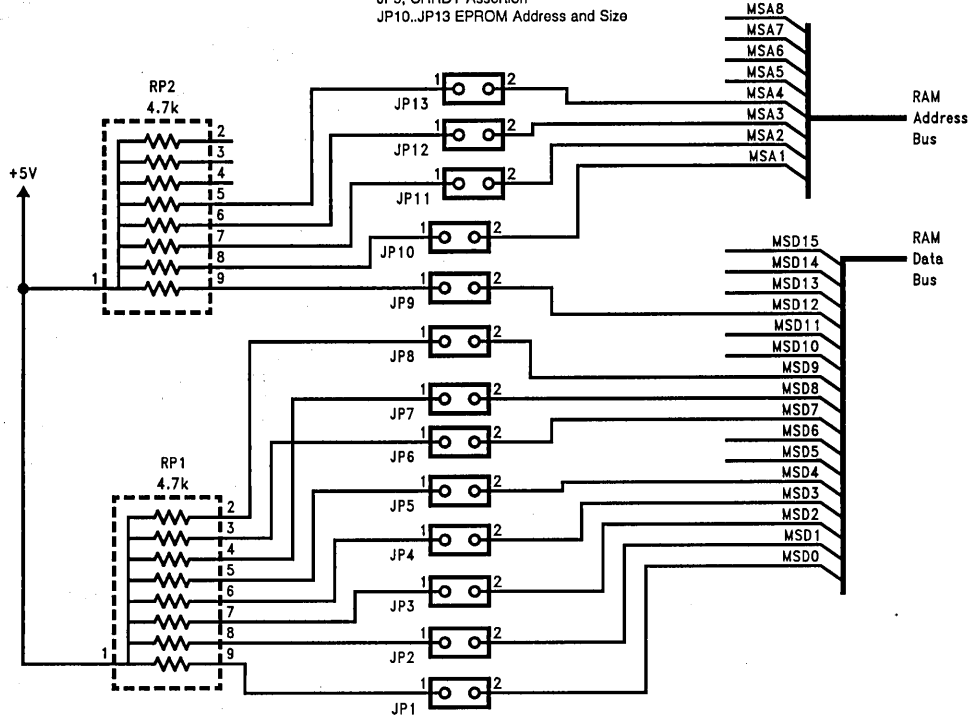 JP10..JP13 EPROM Address and Size
MSA8
MSA7
MSA6
MSA5
MSA4
MSA3
MSA2
MSA1
RAM
Address
Bus
RP2
4.7k
2
3
4
5
6
7
8
9
1
+5V
1 2
JP13
1 2
JP12
1 2
JP11
1 2
JP10
1 2
JP9
1 2
JP8
1 2
JP7
1 2
JP6
1 2
JP5
1 2
JP4
1 2
JP3
1 2
JP2
1 2
JP1
MSD15
MSD14
MSD13
MSD12
MSD11
MSD10
MSD9
MSD8
MSD7
MSD6
MSD5
MSD4
MSD3
MSD2
MSD1
MSD0
RAM
Data
Bus
RP1
4.7k
2
3
4
5
6
7
8
9
1